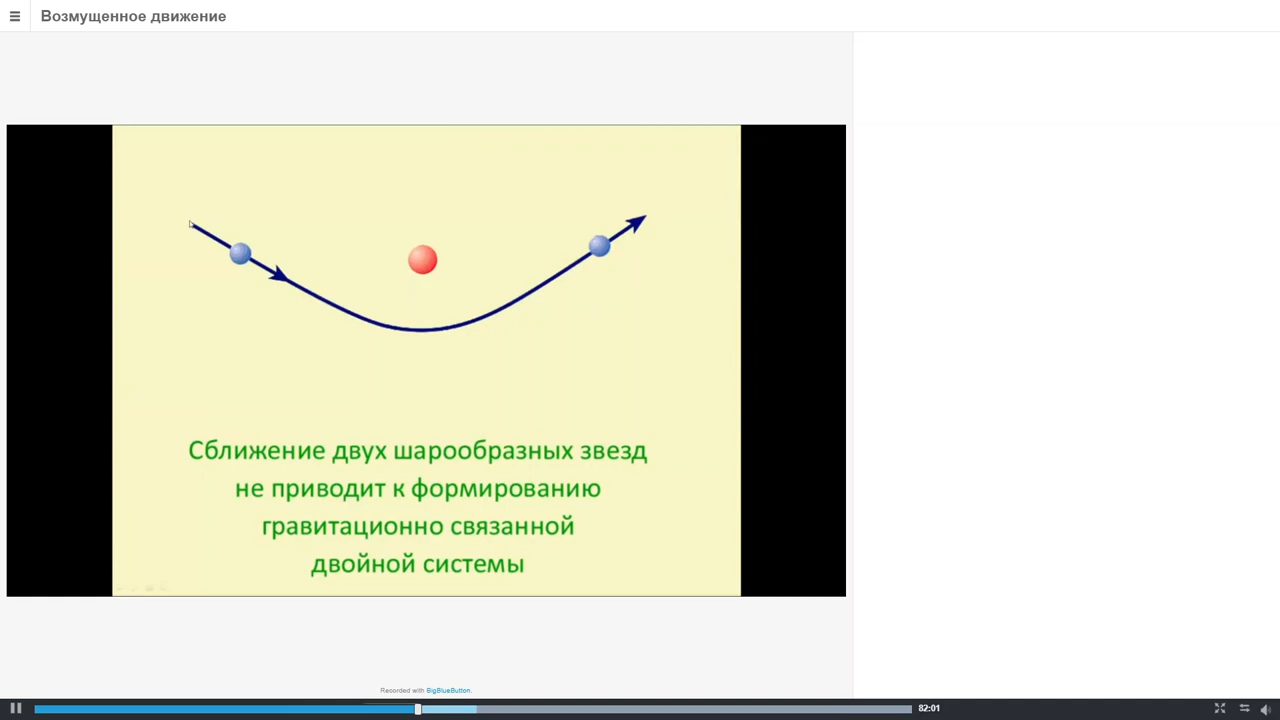 Возмущенное движение
Сближение двух шарообразных звезд
не приводит к формированию
гравитационно связанной
двойной системы
Recorded with BigBlueButton.
82:01